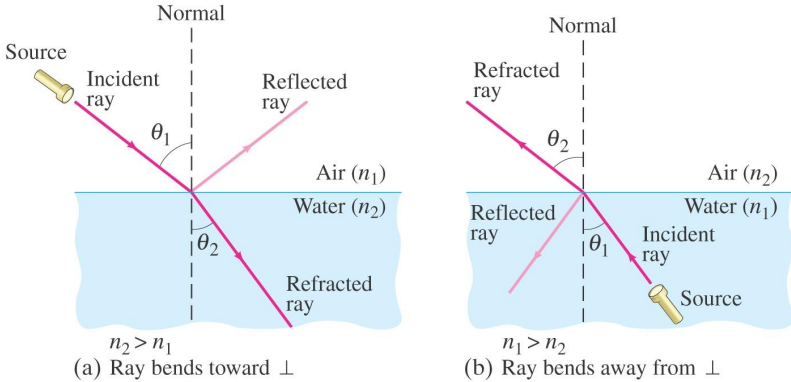 Normal
Source
Incident
ray
Reflected
ray
θ1
Air (n1)
Water (n2)
θ2
Refracted
ray
n2 > n1
(a) Ray bends toward ⊥
Normal
Refracted
ray
θ2
Air (n2)
Water (n1)
Reflected
ray
θ1
Incident
ray
Source
n1 > n2
(b) Ray bends away from ⊥